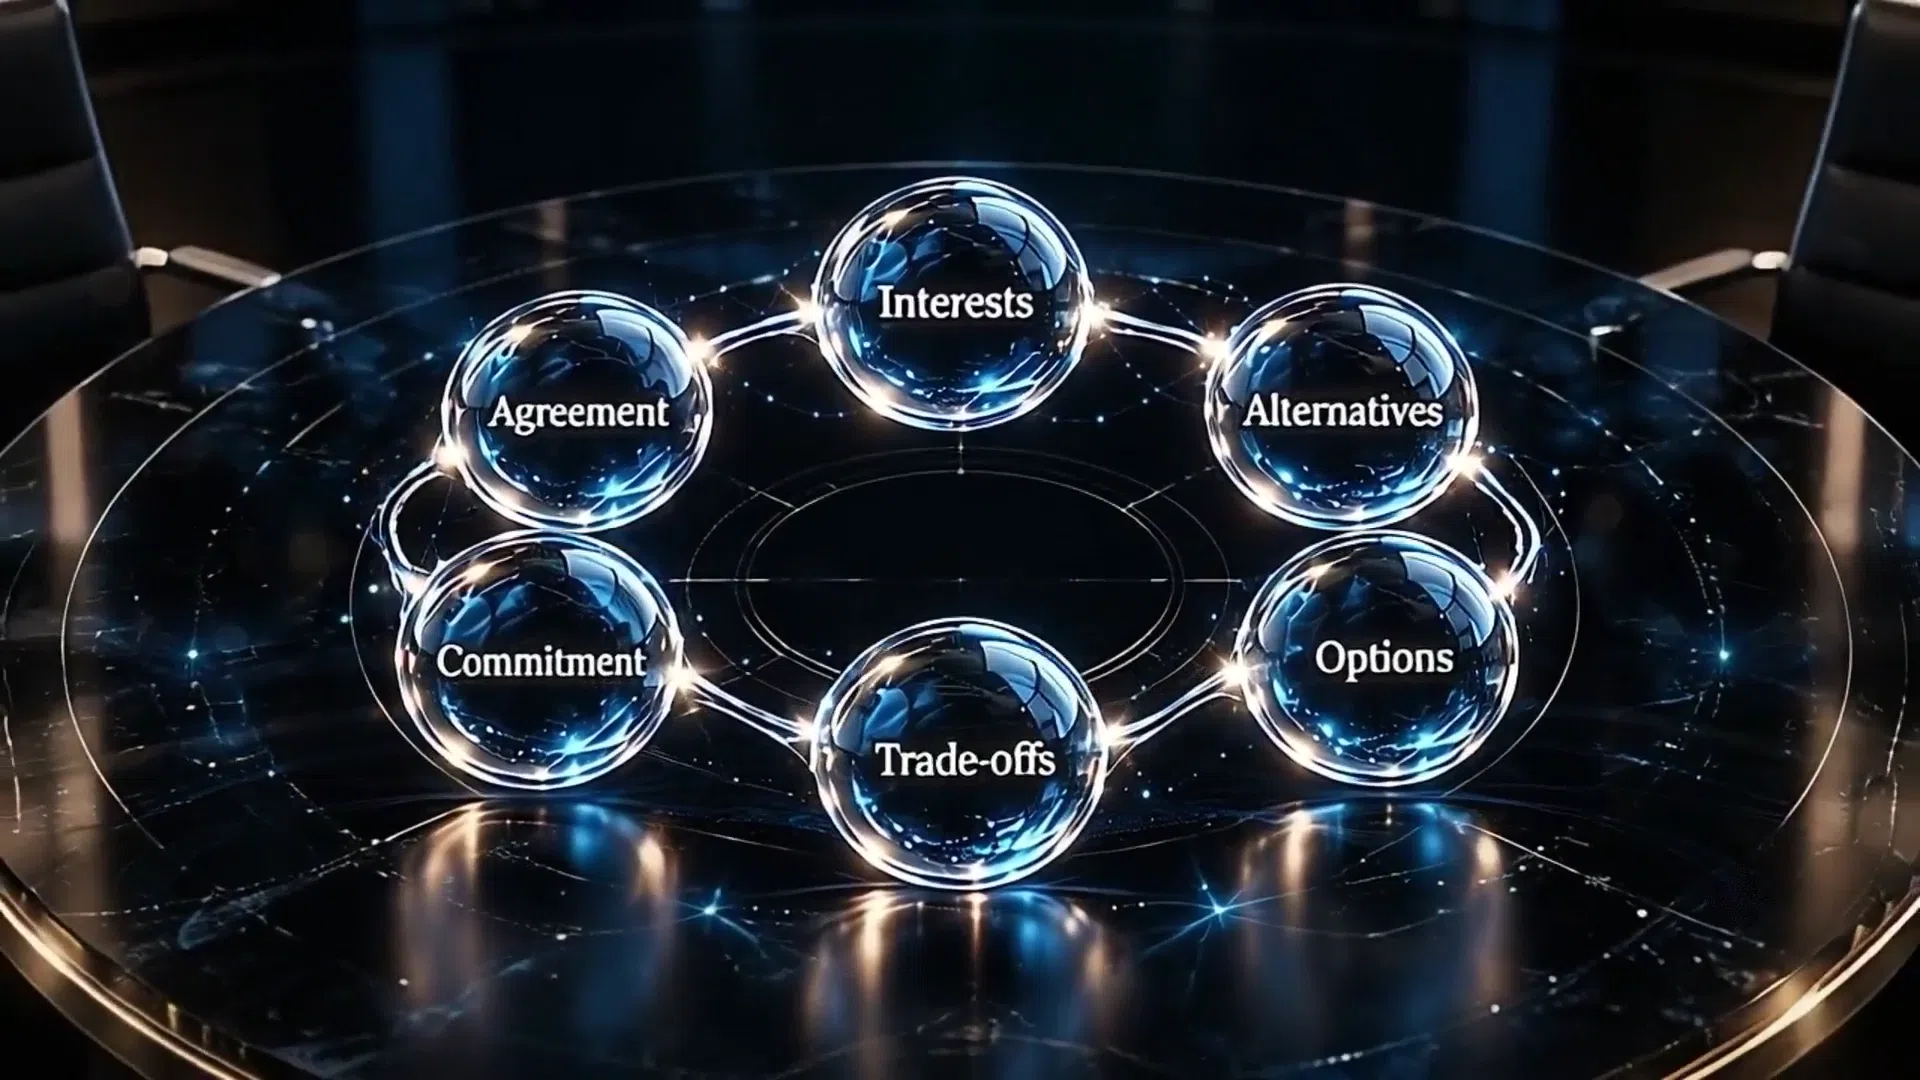 Interests
Agreement
Alternatives
Commitment
Options
Trade-offs